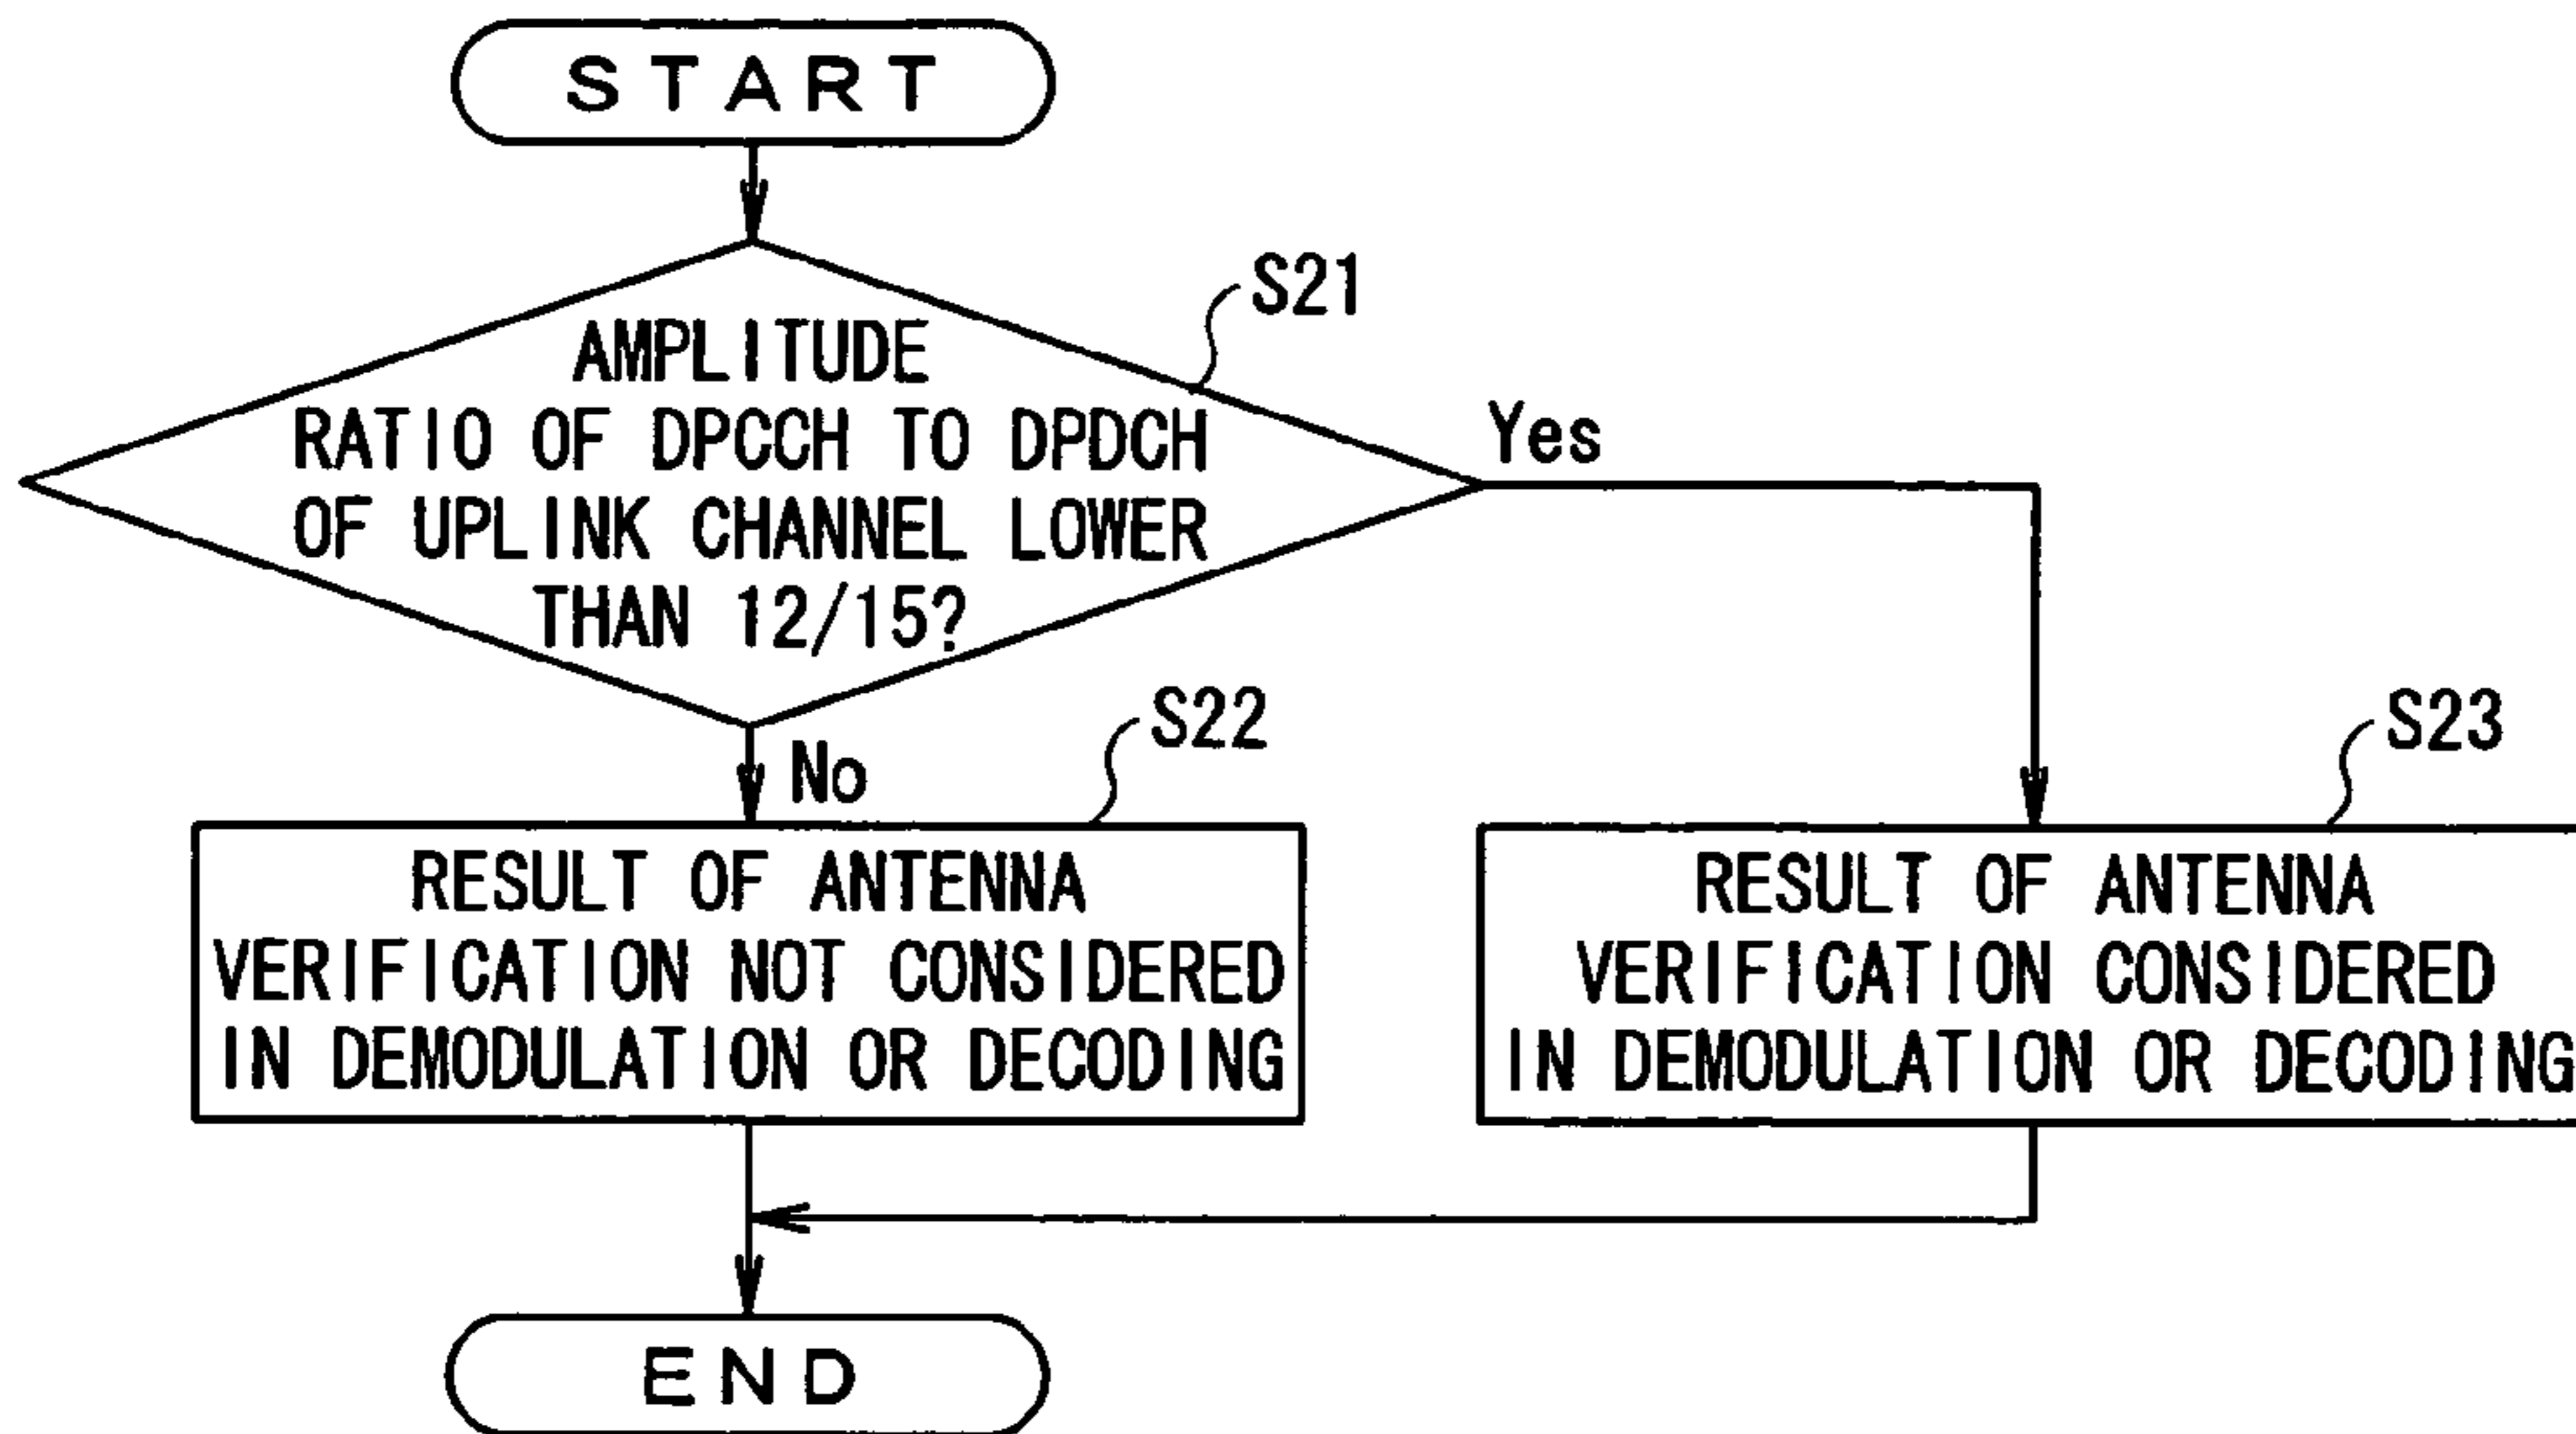 START
S21
AMPLITUDE
RATIO OF DPCCH TO DPDCH
OF UPLINK CHANNEL LOWER
THAN 12/15?
Yes
No
S22
RESULT OF ANTENNA
VERIFICATION NOT CONSIDERED
IN DEMODULATION OR DECODING
S23
RESULT OF ANTENNA
VERIFICATION CONSIDERED
IN DEMODULATION OR DECODING
END